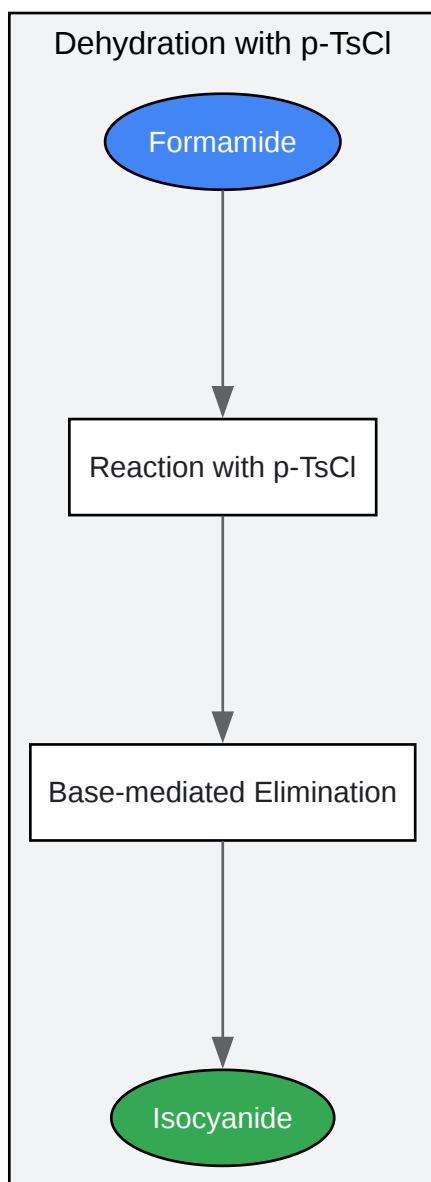 Dehydration with p-TsCl
Formamide
Reaction with p-TsCl
Base-mediated Elimination
Isocyanide